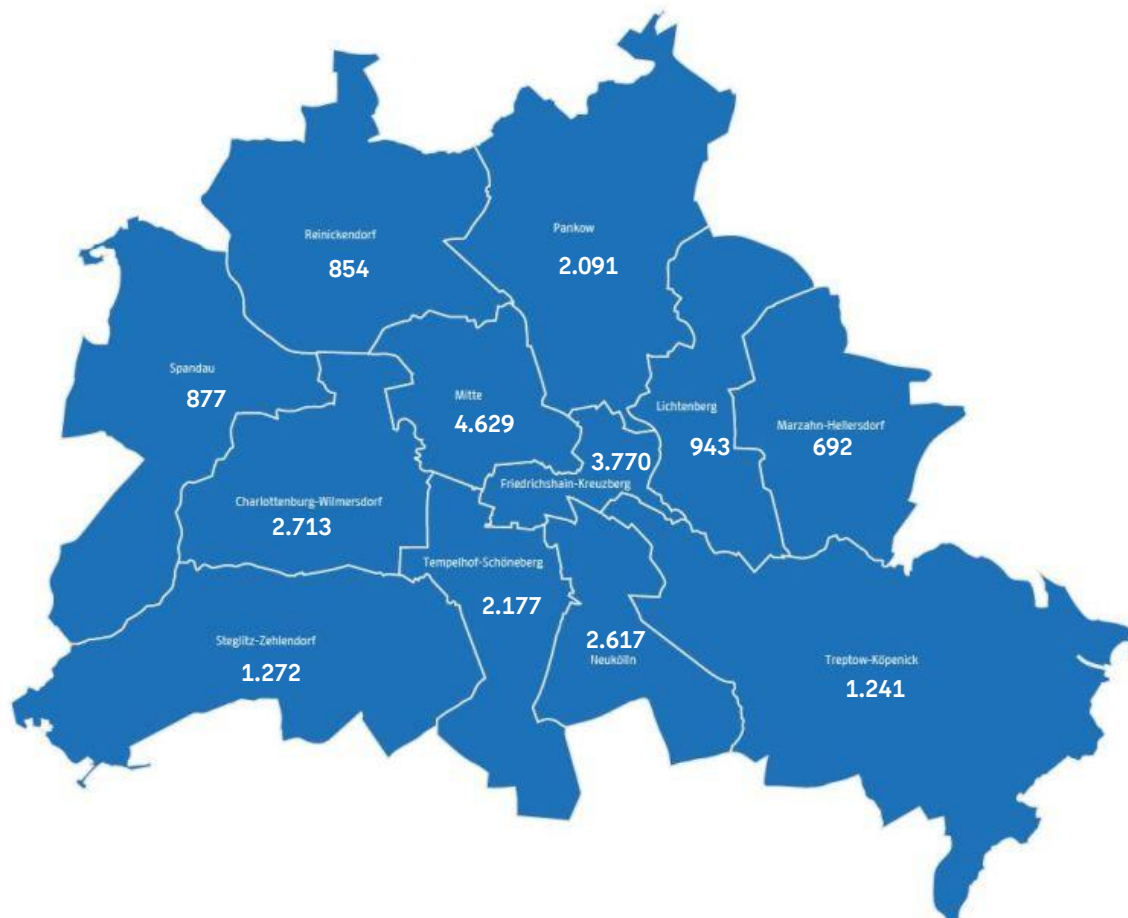 Reinickendorf
854
Pankow
2.091
Spandau
877
Mitte
4.629
Lichtenberg
943
Marzahn-Hellersdorf
692
3.770
Friedrichshain-Kreuzberg
Charlottenburg-Wilmersdorf
2.713
Tempelhof-Schöneberg
2.177
Steglitz-Zehlendorf
1.272
2.617
Neukölln
Treptow-Köpenick
1.241